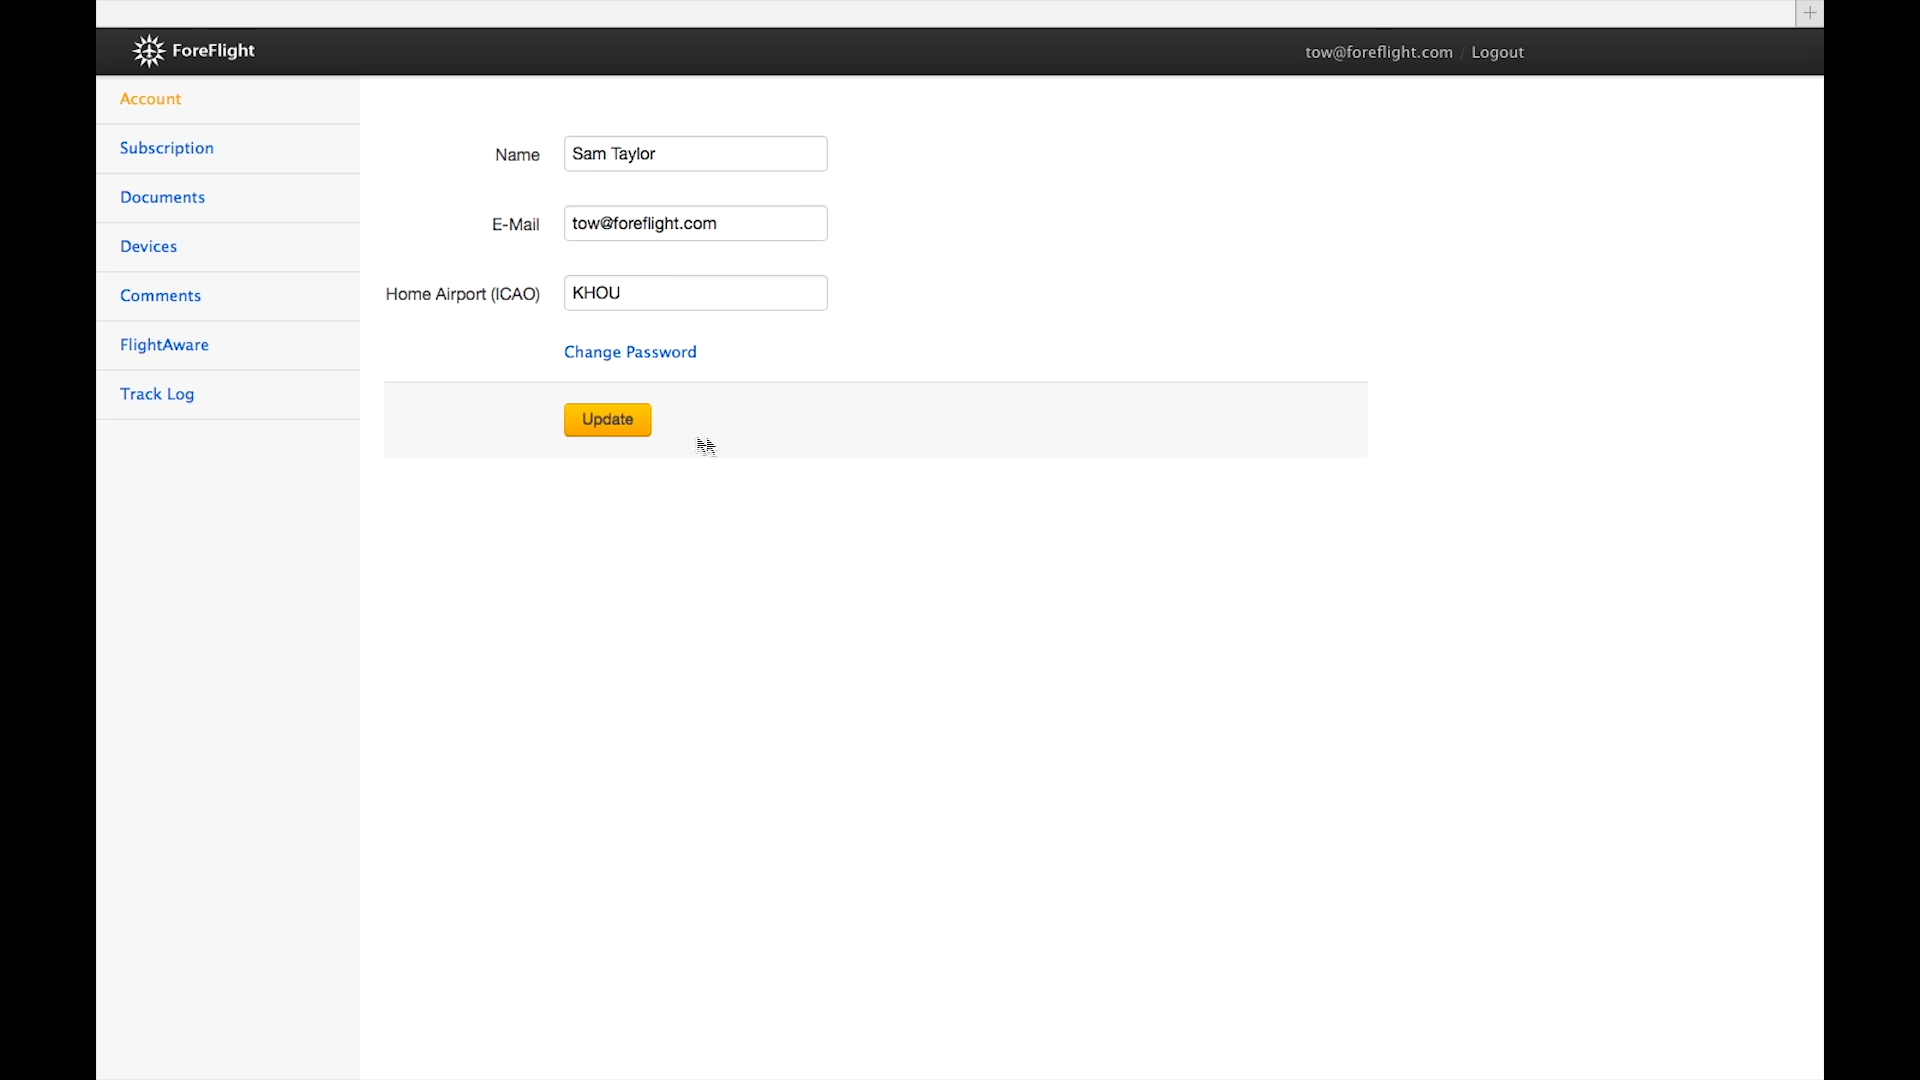 ForeFlight
tow@foreflight.com / Logout
Account
Subscription
Documents
Devices
Comments
FlightAware
Track Log
Name Sam Taylor
E-Mail tow@foreflight.com
Home Airport (ICAO) KHOU
Change Password
Update